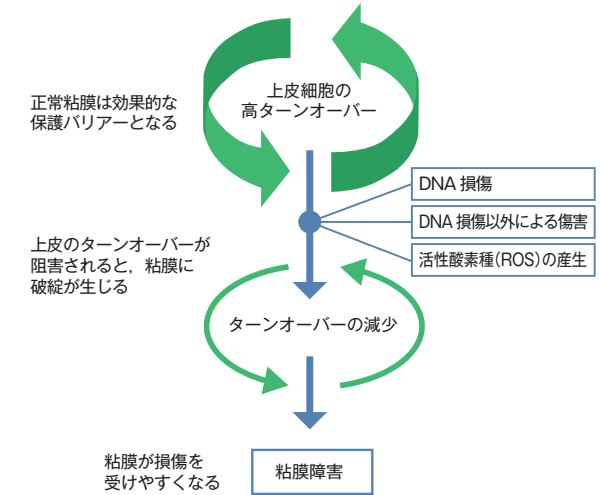 上皮細胞の
高ターンオーバー
正常粘膜は効果的な
保護バリアーとなる
DNA 損傷
DNA 損傷以外による傷害
活性酸素種(ROS)の産生
上皮のターンオーバーが
阻害されると，粘膜に
破綻が生じる
ターンオーバーの減少
粘膜が損傷を
受けやすくなる
粘膜障害